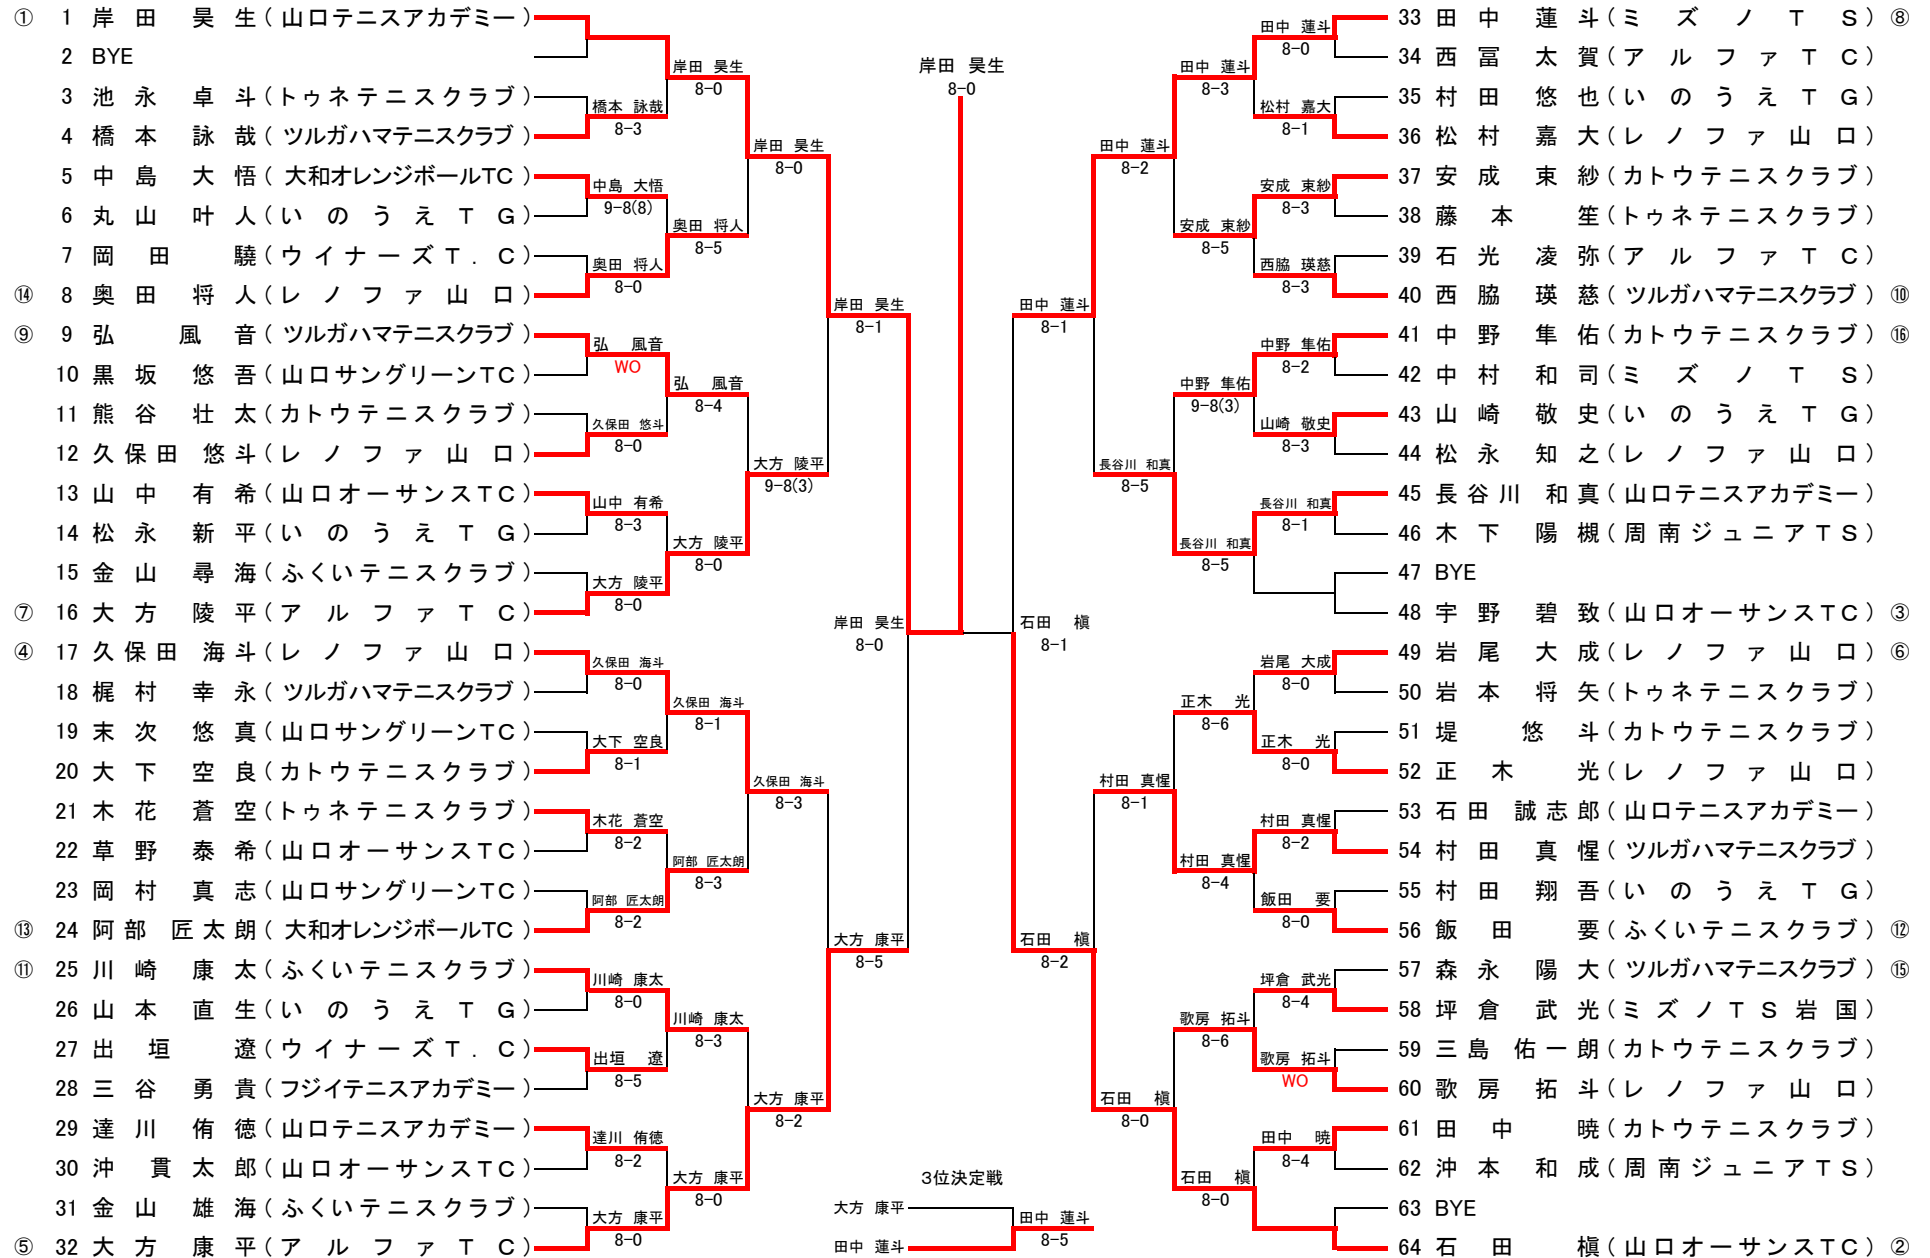 ① 1 岸田 昊生(山口テニスアカデミー)
2 BYE
3 池永 卓斗(トゥネテニスクラブ)
4 橋本 詠哉(ツルガハマテニスクラブ)
5 中島 大悟(大和オレンジボールTC)
6 丸山 叶人(いのうえTG)
7 岡田 驍(ウイナーズT.C)
⑭ 8 奥田 将人(レノファ山口)
⑨ 9 弘 風音(ツルガハマテニスクラブ)
10 黒坂 悠吾(山口サングリーンTC)
11 熊谷 壮太(カトウテニスクラブ)
12 久保田 悠斗(レノファ山口)
13 山中 有希(山口オーサンスTC)
14 松永 新平(いのうえTG)
15 金山 尋海(ふくいテニスクラブ)
⑦ 16 大方 陵平(アルファTC)
④ 17 久保田 海斗(レノファ山口)
18 梶村 幸永(ツルガハマテニスクラブ)
19 末次 悠真(山口サングリーンTC)
20 大下 空良(カトウテニスクラブ)
21 木花 蒼空(トゥネテニスクラブ)
22 草野 泰希(山口オーサンスTC)
23 岡村 真志(山口サングリーンTC)
⑬ 24 阿部 匠太朗(大和オレンジボールTC)
⑪ 25 川崎 康太(ふくいテニスクラブ)
26 山本 直生(いのうえTG)
27 出垣 遼(ウイナーズT.C)
28 三谷 勇貴(フジイテニスアカデミー)
29 達川 侑徳(山口テニスアカデミー)
30 沖 貫太郎(山口オーサンスTC)
31 金山 雄海(ふくいテニスクラブ)
⑤ 32 大方 康平(アルファTC)
橋本 詠哉
8-3
中島 大悟
9-8(8)
奥田 将人
8-0
弘 風音
WO
久保田 悠斗
8-0
山中 有希
8-3
大方 陵平
8-0
久保田 海斗
8-0
大下 空良
8-1
木花 蒼空
8-2
阿部 匠太朗
8-2
川崎 康太
8-0
出垣 遼
8-5
達川 侑徳
8-2
大方 康平
8-0
岸田 昊生
8-0
奥田 将人
8-5
弘 風音
8-4
大方 陵平
8-0
久保田 海斗
8-1
阿部 匠太朗
8-3
川崎 康太
8-3
大方 康平
8-0
岸田 昊生
8-0
大方 陵平
9-8(3)
久保田 海斗
8-3
大方 康平
8-2
岸田 昊生
8-1
大方 康平
8-5
岸田 昊生
8-0
岸田 昊生
8-0
石田 槇
8-1
田中 蓮斗
8-1
石田 槇
8-2
田中 蓮斗
8-2
長谷川 和真
8-5
村田 真惺
8-1
石田 槇
8-0
田中 蓮斗
8-3
安成 東紗
8-5
中野 隼佑
9-8(3)
長谷川 和真
8-5
正木 光
8-6
村田 真惺
8-4
歌房 拓斗
8-6
石田 槇
8-0
田中 蓮斗
8-0
松村 嘉大
8-1
安成 東紗
8-3
西脇 瑛慈
8-3
中野 隼佑
8-2
山崎 敬史
8-3
長谷川 和真
8-1
岩尾 大成
8-0
正木 光
8-0
村田 真惺
8-2
飯田 要
8-0
坪倉 武光
8-4
歌房 拓斗
WO
田中 暁
8-4
33 田中 蓮斗(ミズノTS) ⑧
34 西冨 太賀(アルファTC)
35 村田 悠也(いのうえTG)
36 松村 嘉大(レノファ山口)
37 安成 東紗(カトウテニスクラブ)
38 藤本 笙(トゥネテニスクラブ)
39 石光 凌弥(アルファTC)
40 西脇 瑛慈(ツルガハマテニスクラブ) ⑩
41 中野 隼佑(カトウテニスクラブ) ⑯
42 中村 和司(ミズノTS)
43 山崎 敬史(いのうえTG)
44 松永 知之(レノファ山口)
45 長谷川 和真(山口テニスアカデミー)
46 木下 陽槻(周南ジュニアTS)
47 BYE
48 宇野 碧致(山口オーサンスTC) ③
49 岩尾 大成(レノファ山口) ⑥
50 岩本 将矢(トゥネテニスクラブ)
51 堤 悠斗(カトウテニスクラブ)
52 正木 光(レノファ山口)
53 石田 誠志郎(山口テニスアカデミー)
54 村田 真惺(ツルガハマテニスクラブ)
55 村田 翔吾(いのうえTG)
56 飯田 要(ふくいテニスクラブ) ⑫
57 森永 陽大(ツルガハマテニスクラブ) ⑮
58 坪倉 武光(ミズノTS岩国)
59 三島 佑一朗(カトウテニスクラブ)
60 歌房 拓斗(レノファ山口)
61 田中 暁(カトウテニスクラブ)
62 沖本 和成(周南ジュニアTS)
63 BYE
64 石田 槇(山口オーサンスTC) ②
3位決定戦
大方 康平
田中 蓮斗
田中 蓮斗
8-5